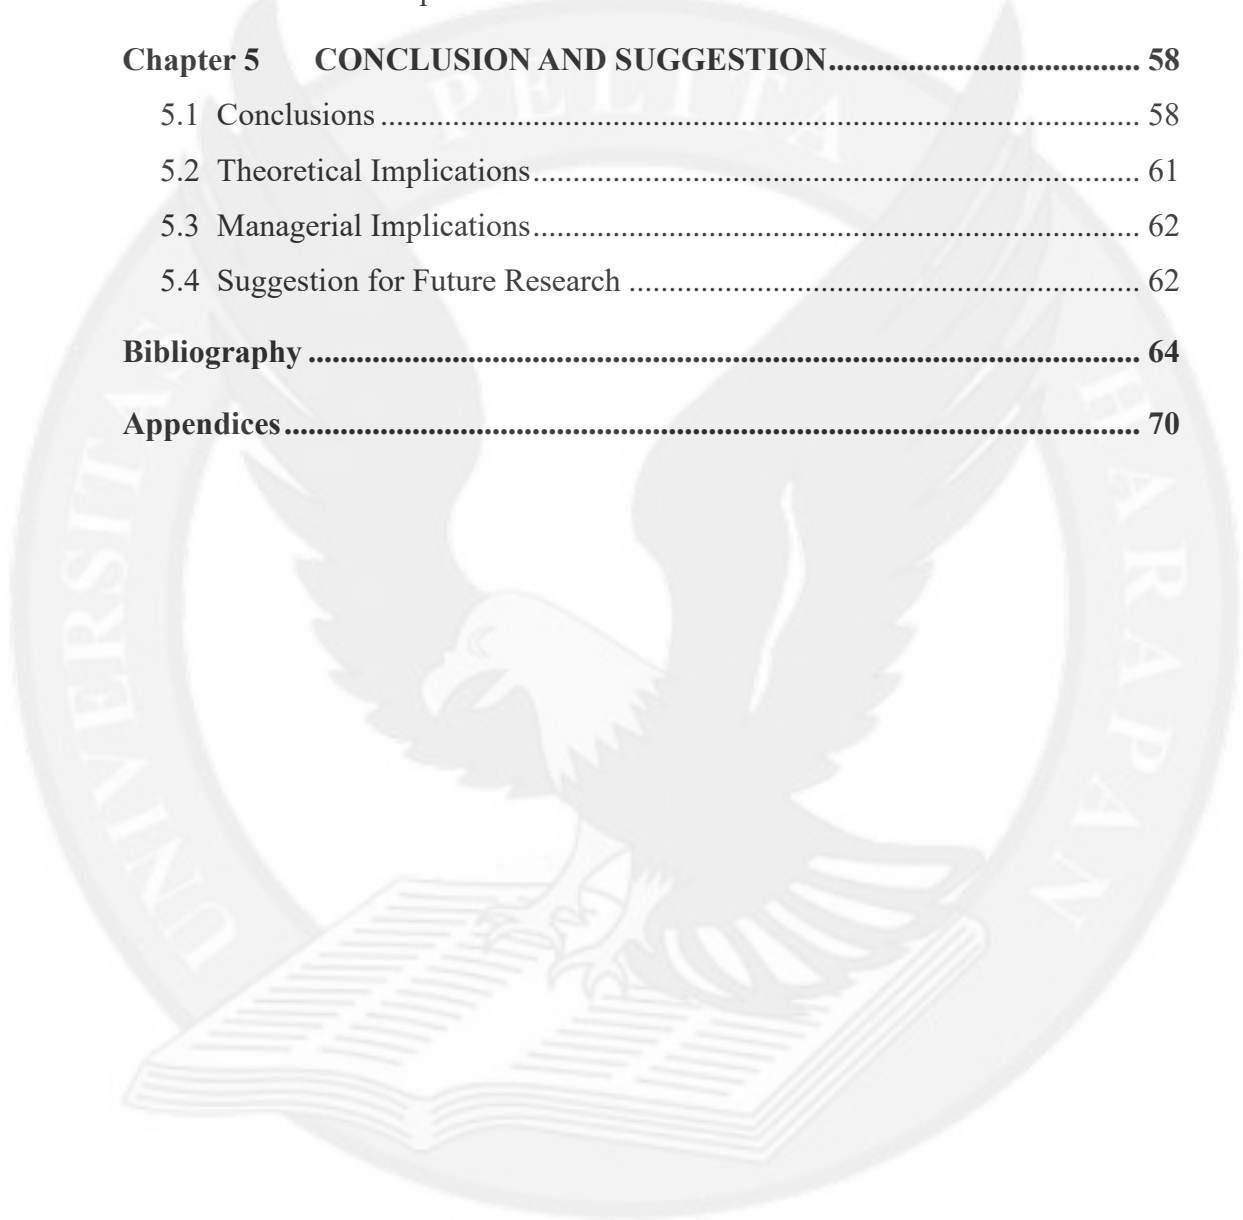 Chapter 5 CONCLUSION AND SUGGESTION....................................... 58
5.1 Conclusions ............................................................................................... 58
5.2 Theoretical Implications............................................................................ 61
5.3 Managerial Implications............................................................................ 62
5.4 Suggestion for Future Research ................................................................ 62
Bibliography ........................................................................................................ 64
Appendices........................................................................................................... 70
UNIVERSITAS PELITA HARAPAN